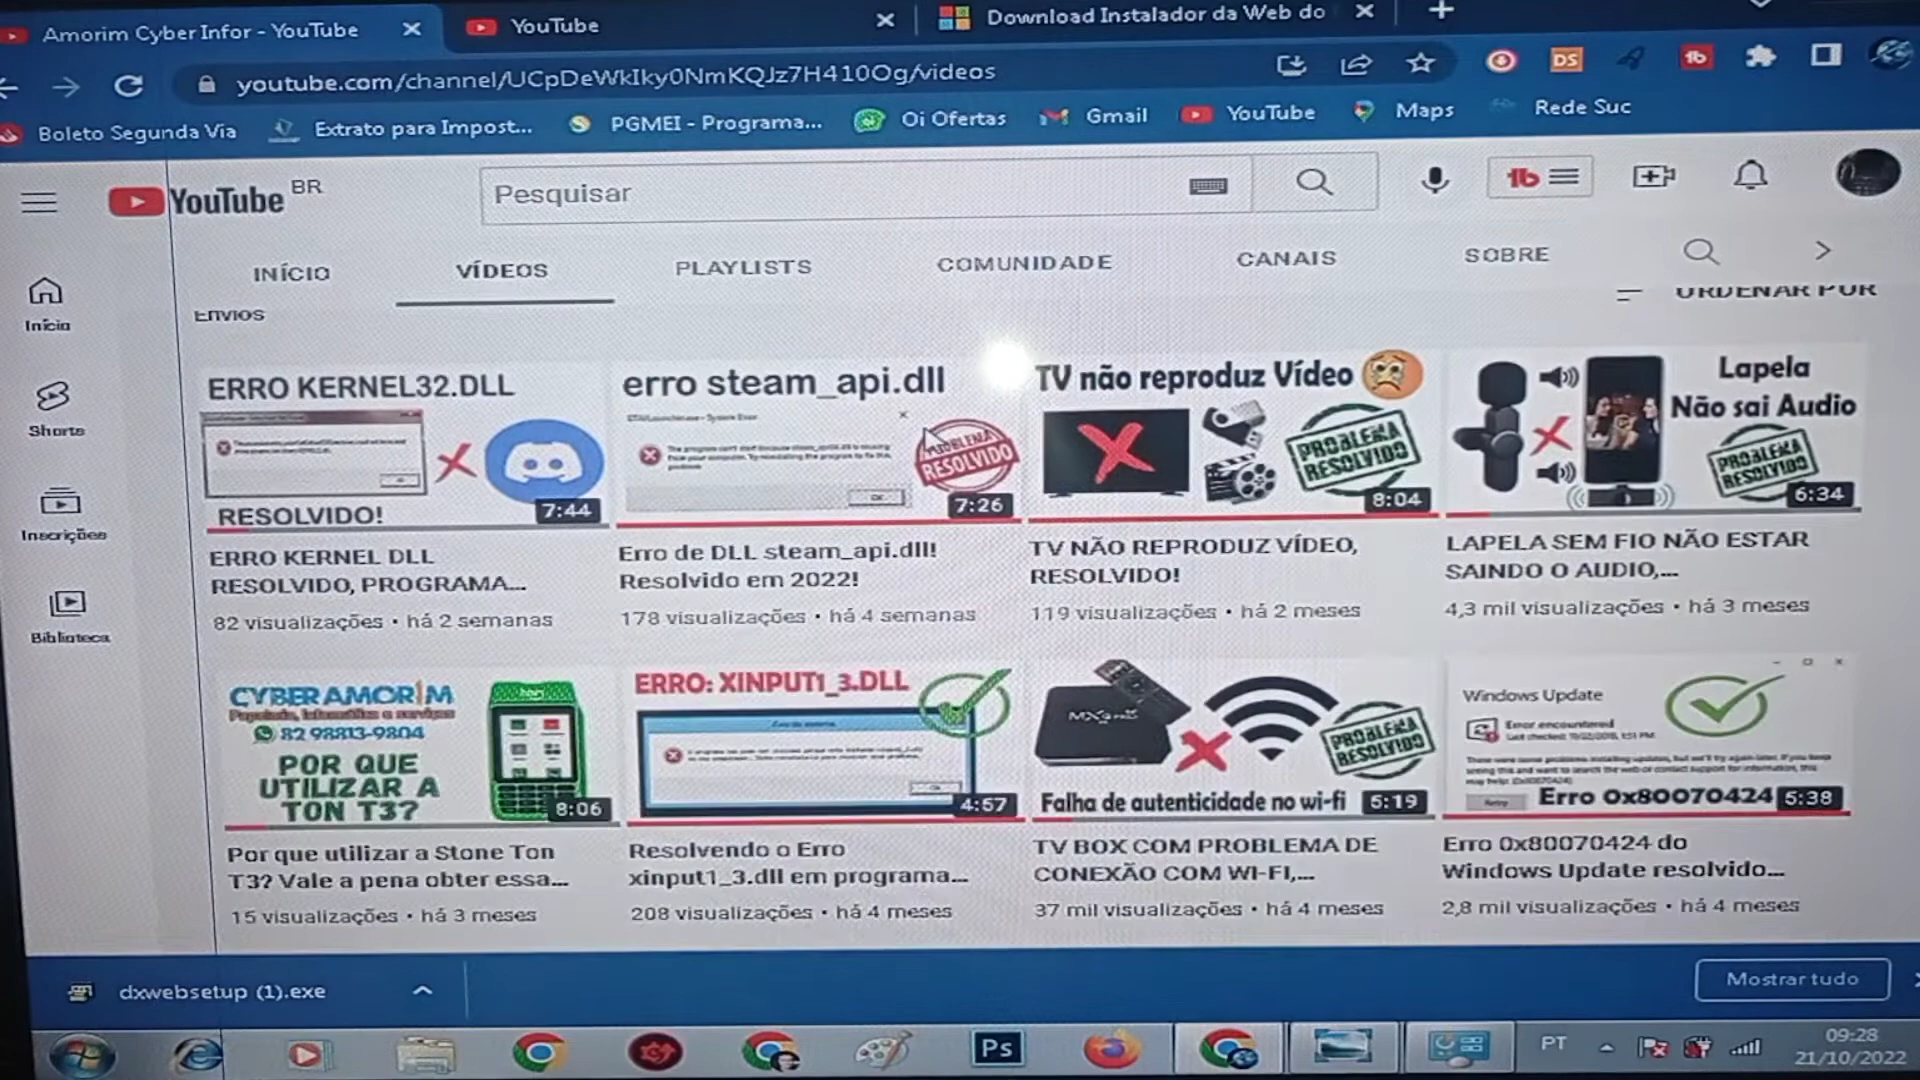 Amorim Cyber Infor - YouTube
YouTube
Download Instalador da Web do
youtube.com/channel/UCpDeWkIky0NmKQJz7H410Og/videos
DS
Boleto Segunda Via
Extrato para Impost...
PGMEI - Programa...
Oi Ofertas
Gmail
YouTube
Maps
Rede Suc
YouTube BR
Pesquisar
INÍCIO
VÍDEOS
PLAYLISTS
COMUNIDADE
CANAIS
SOBRE
Envios
ORDENAR POR
Início
Shorts
Inscrições
Biblioteca
ERRO KERNEL32.DLL
RESOLVIDO!
7:44
erro steam_api.dll
PROBLEMA
RESOLVIDO
7:26
TV não reproduz Vídeo
PROBLEMA
RESOLVIDO
8:04
Lapela
Não sai Audio
PROBLEMA
RESOLVIDO
6:34
ERRO KERNEL DLL
RESOLVIDO, PROGRAMA...
82 visualizações • há 2 semanas
Erro de DLL steam_api.dll!
Resolvido em 2022!
178 visualizações • há 4 semanas
TV NÃO REPRODUZ VÍDEO,
RESOLVIDO!
119 visualizações • há 2 meses
LAPELA SEM FIO NÃO ESTAR
SAINDO O AUDIO,...
4,3 mil visualizações • há 3 meses
CYBER AMORIM
Papelaria, Informática e serviços
82 98813-9804
POR QUE
UTILIZAR A
TON T3?
8:06
ERRO: XINPUT1_3.DLL
4:57
PROBLEMA
RESOLVIDO
Falha de autenticidade no wi-fi
5:19
Windows Update
Error encountered
Retry
Erro 0x80070424
5:38
Por que utilizar a Stone Ton
T3? Vale a pena obter essa...
15 visualizações • há 3 meses
Resolvendo o Erro
xinput1_3.dll em programa...
208 visualizações • há 4 meses
TV BOX COM PROBLEMA DE
CONEXÃO COM WI-FI,...
37 mil visualizações • há 4 meses
Erro 0x80070424 do
Windows Update resolvido...
2,8 mil visualizações • há 4 meses
dxwebsetup (1).exe
Mostrar tudo
Ps
PT
09:28
21/10/2022